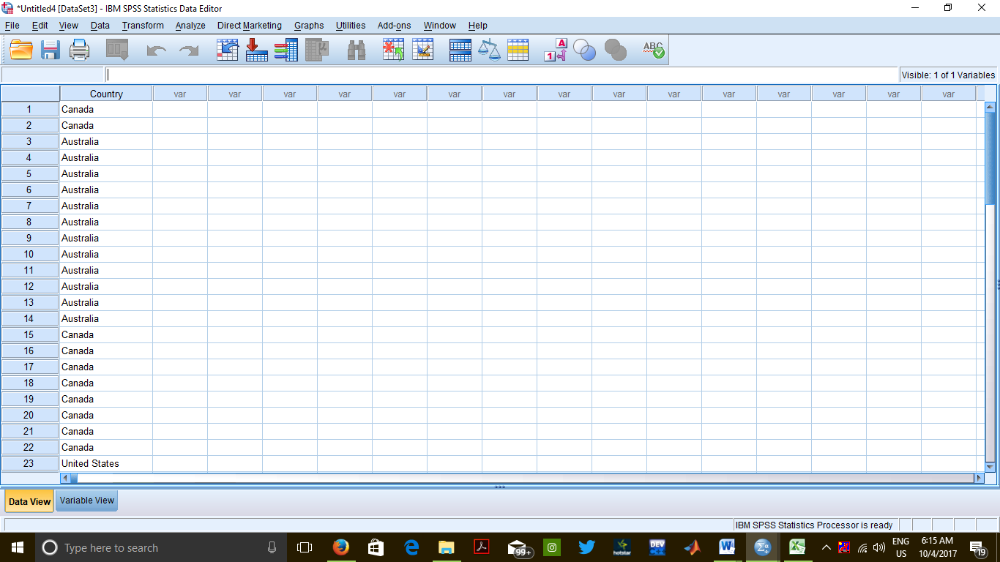 *Untitled4 [DataSet3] - IBM SPSS Statistics Data Editor
File Edit View Data Transform Analyze Direct Marketing Graphs Utilities Add-ons Window Help
A
1
ABC
Visible: 1 of 1 Variables
Country var var var var var var var var var var var var var var var
1 Canada
2 Canada
3 Australia
4 Australia
5 Australia
6 Australia
7 Australia
8 Australia
9 Australia
10 Australia
11 Australia
12 Australia
13 Australia
14 Australia
15 Canada
16 Canada
17 Canada
18 Canada
19 Canada
20 Canada
21 Canada
22 Canada
23 United States
Data View Variable View
IBM SPSS Statistics Processor is ready
Type here to search
99+
hotstar
DEV
ENG
US
6:15 AM
10/4/2017
19